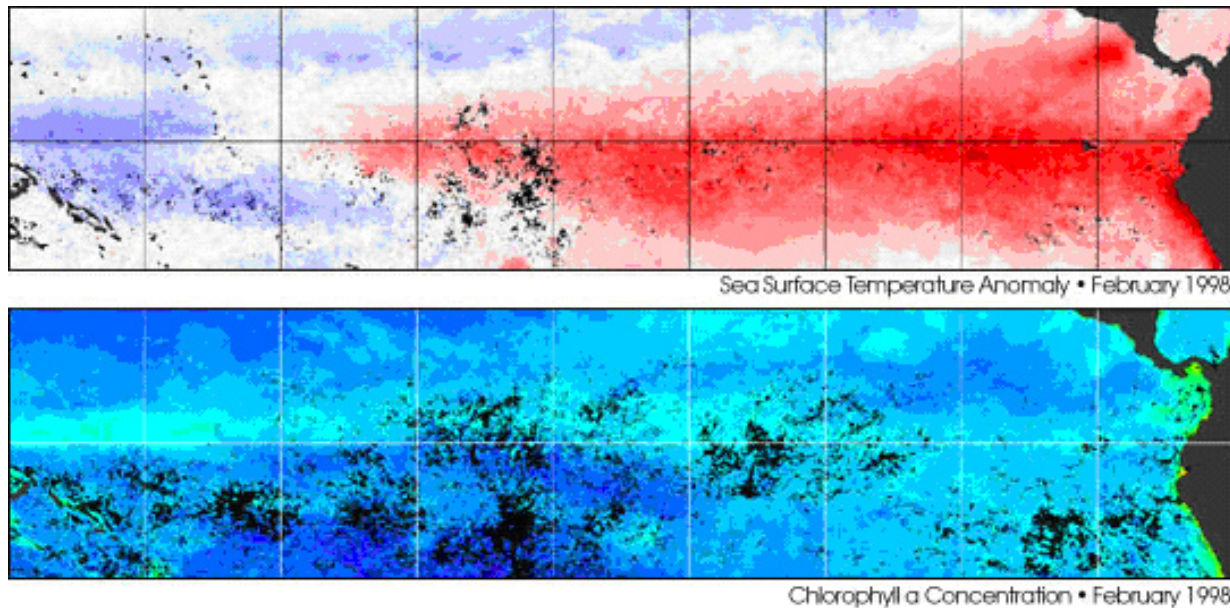 Sea Surface Temperature Anomaly • February 1998
Chlorophyll a Concentration • February 1998